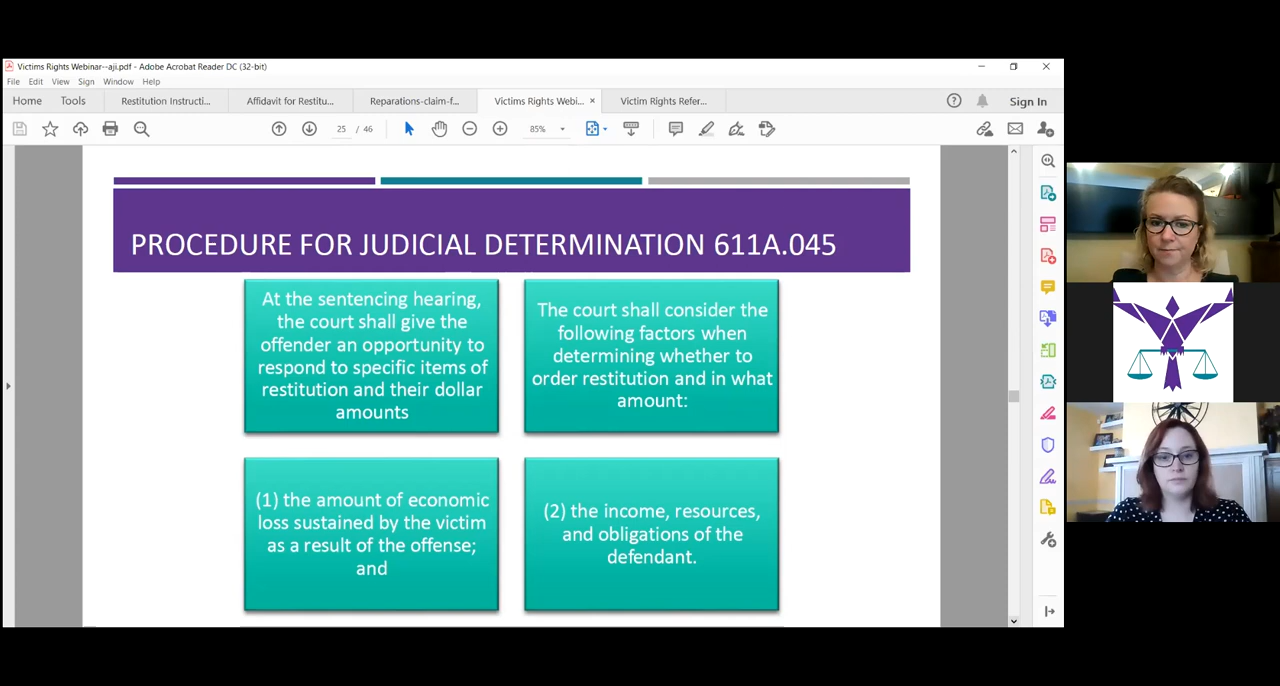 Victims Rights Webinar--aji.pdf - Adobe Acrobat Reader DC (32-bit)
File Edit View Sign Window Help
Home Tools Restitution Instructi... Affidavit for Restitu... Reparations-claim-f... Victims Rights Webi... × Victim Rights Refer... Sign In
25 / 46 85%
PROCEDURE FOR JUDICIAL DETERMINATION 611A.045
At the sentencing hearing,
the court shall give the
offender an opportunity to
respond to specific items of
restitution and their dollar
amounts
The court shall consider the
following factors when
determining whether to
order restitution and in what
amount:
(1) the amount of economic
loss sustained by the victim
as a result of the offense;
and
(2) the income, resources,
and obligations of the
defendant.